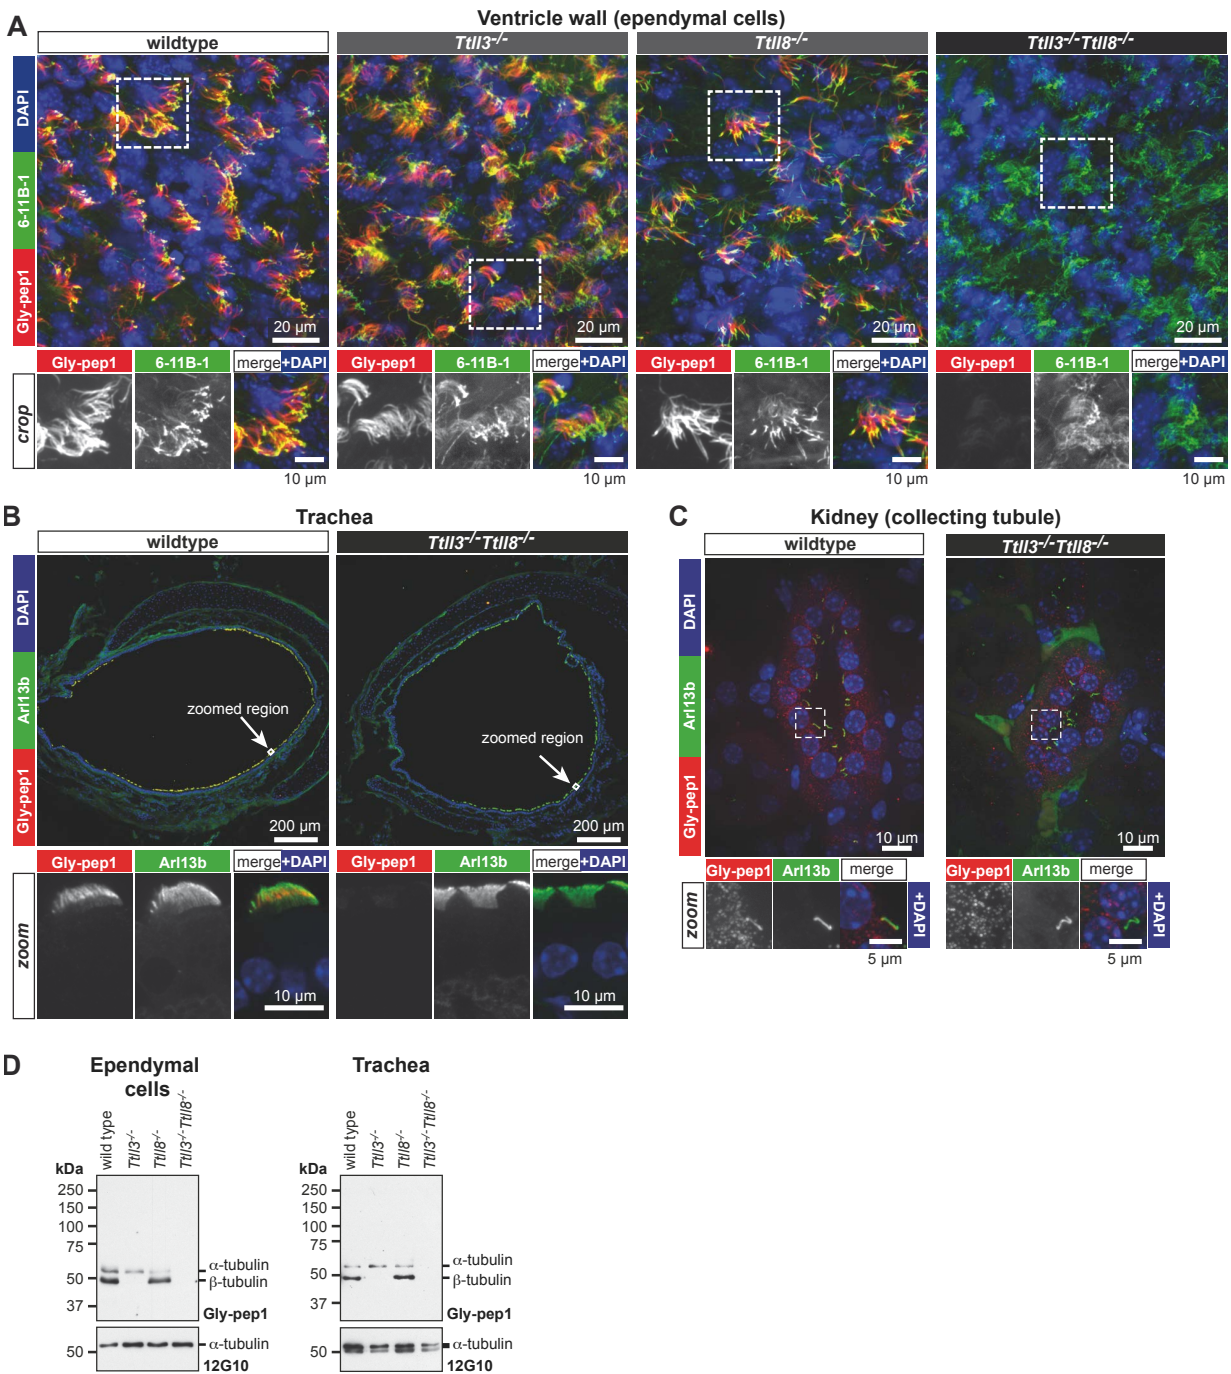 A
Ventricle wall (ependymal cells)
wildtype
Ttll3-/-
Ttll8-/-
Ttll3-/-Ttll8-/-
DAPI
6-11B-1
Gly-pep1
20 µm
20 µm
20 µm
20 µm
Gly-pep1 6-11B-1 merge+DAPI
Gly-pep1 6-11B-1 merge+DAPI
Gly-pep1 6-11B-1 merge+DAPI
Gly-pep1 6-11B-1 merge+DAPI
crop
10 µm
10 µm
10 µm
10 µm
B
Trachea
wildtype
Ttll3-/-Ttll8-/-
DAPI
Arl13b
Gly-pep1
zoomed region
zoomed region
200 µm
200 µm
Gly-pep1 Arl13b merge+DAPI
Gly-pep1 Arl13b merge+DAPI
zoom
10 µm
10 µm
C
Kidney (collecting tubule)
wildtype
Ttll3-/-Ttll8-/-
DAPI
Arl13b
Gly-pep1
10 µm
10 µm
Gly-pep1 Arl13b merge
+DAPI
Gly-pep1 Arl13b merge
+DAPI
zoom
5 µm
5 µm
D
Ependymal
cells
wild type
Ttll3-/-
Ttll8-/-
Ttll3-/-Ttll8-/-
kDa
250
150
100
75
50
37
α-tubulin
β-tubulin
Gly-pep1
50
α-tubulin
12G10
Trachea
wild type
Ttll3-/-
Ttll8-/-
Ttll3-/-Ttll8-/-
kDa
250
150
100
75
50
37
α-tubulin
β-tubulin
Gly-pep1
50
α-tubulin
12G10